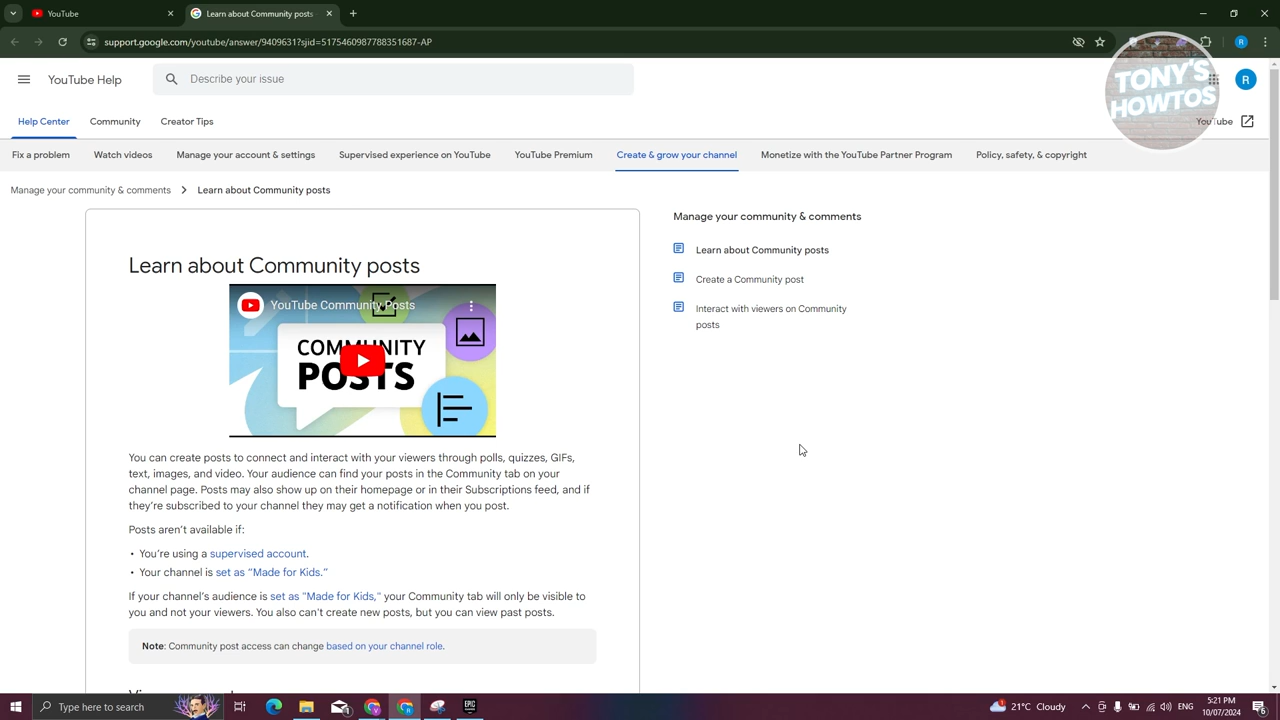 YouTube
Learn about Community posts
support.google.com/youtube/answer/9409631?sjid=5175460987788351687-AP
R
YouTube Help
Describe your issue
TONY'S
HOWTOS
R
Help Center
Community
Creator Tips
YouTube
Fix a problem
Watch videos
Manage your account & settings
Supervised experience on YouTube
YouTube Premium
Create & grow your channel
Monetize with the YouTube Partner Program
Policy, safety, & copyright
Manage your community & comments
Learn about Community posts
Learn about Community posts
YouTube Community Posts
COMMUNITY
POSTS
You can create posts to connect and interact with your viewers through polls, quizzes, GIFs,
text, images, and video. Your audience can find your posts in the Community tab on your
channel page. Posts may also show up on their homepage or in their Subscriptions feed, and if
they're subscribed to your channel they may get a notification when you post.
Posts aren't available if:
• You're using a supervised account.
• Your channel is set as “Made for Kids.”
If your channel's audience is set as "Made for Kids," your Community tab will only be visible to
you and not your viewers. You also can't create new posts, but you can view past posts.
Note: Community post access can change based on your channel role.
Manage your community & comments
Learn about Community posts
Create a Community post
Interact with viewers on Community
posts
Type here to search
EPIC
21°C Cloudy
ENG
5:21 PM
10/07/2024
6